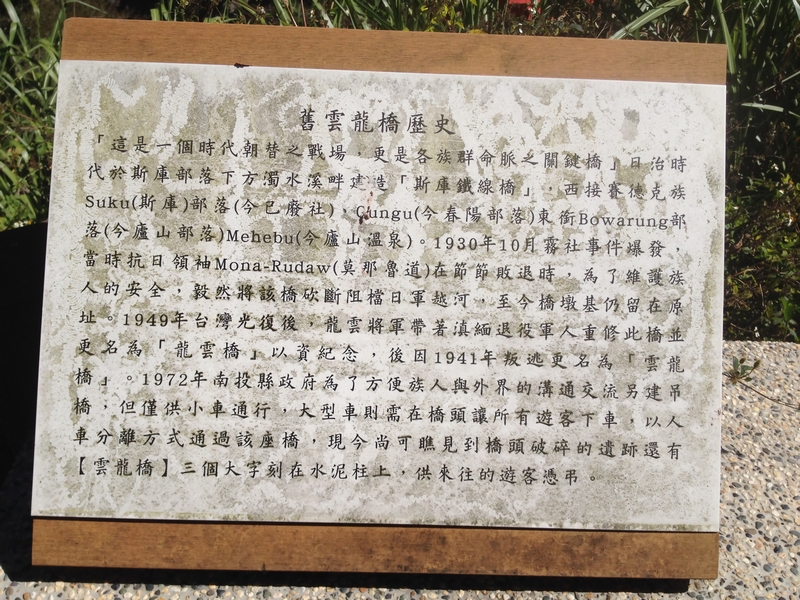 舊雲龍橋歷史
「這是一個時代朝替之戰場，更是各族群命脈之關鍵橋」日治時
代於斯庫部落下方濁水溪畔建造「斯庫鐵線橋」，西接賽德克族
Suku(斯庫)部落(今已廢社)、Çungu(今春陽部落)東銜Bowarung部
落(今廬山部落)Mehebu(今廬山溫泉)。1930年10月霧社事件爆發，
當時抗日領袖Mona-Rudaw(莫那魯道)在節節敗退時，為了維護族
人的安全，毅然將該橋砍斷阻擋日軍越河，至今橋墩基仍留在原
址。1949年台灣光復後，龍雲將軍帶著滇緬退役軍人重修此橋並
更名為「龍雲橋」以資紀念，後因1941年叛逃更名為「雲龍
橋」。1972年南投縣政府為了方便族人與外界的溝通交流另建吊
橋，但僅供小車通行，大型車則需在橋頭讓所有遊客下車，以人
車分離方式通過該座橋，現今尚可瞧見到橋頭破碎的遺跡還有
【雲龍橋】三個大字刻在水泥柱上，供來往的遊客憑弔。